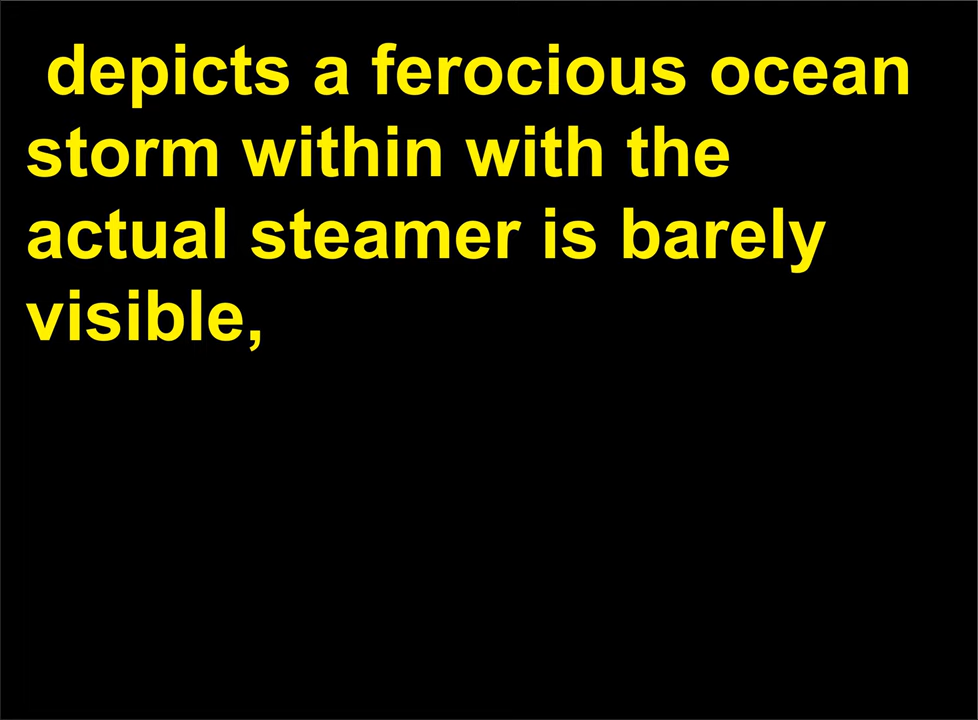 depicts a ferocious ocean
storm within with the
actual steamer is barely
visible,